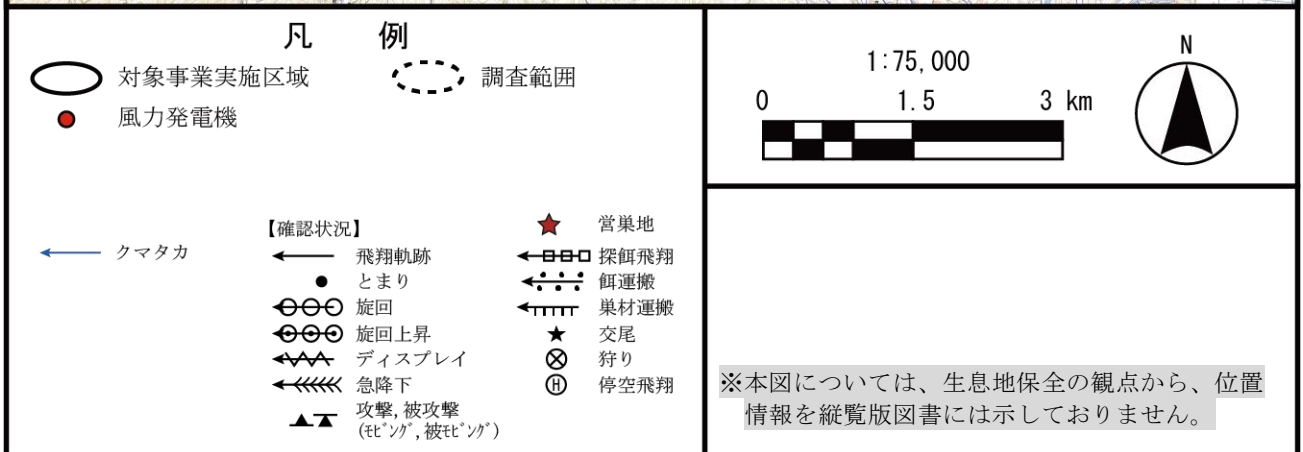 凡 例
対象事業実施区域
調査範囲
風力発電機
クマタカ
【確認状況】
飛翔軌跡
とまり
旋回
旋回上昇
ディスプレイ
急降下
攻撃,被攻撃
(ﾓﾋﾞﾝｸﾞ,被ﾓﾋﾞﾝｸﾞ)
営巣地
探餌飛翔
餌運搬
巣材運搬
交尾
狩り
H
停空飛翔
1:75,000
0 1.5 3 km
N
※本図については、生息地保全の観点から、位置
情報を縦覧版図書には示しておりません。